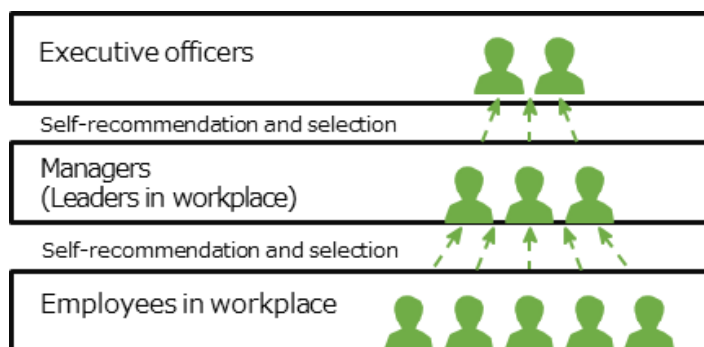 Executive officers
Self-recommendation and selection
Managers
(Leaders in workplace)
Self-recommendation and selection
Employees in workplace